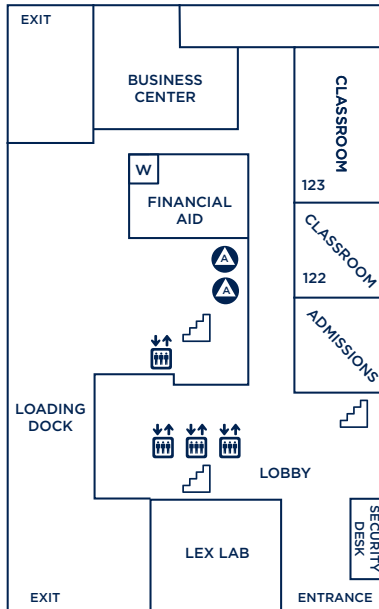 EXIT
BUSINESS
CENTER
CLASSROOM
123
W
FINANCIAL
AID
CLASSROOM
122
A
A
ADMISSIONS
LOADING
DOCK
LOBBY
SECURITY
DESK
LEX LAB
EXIT
ENTRANCE